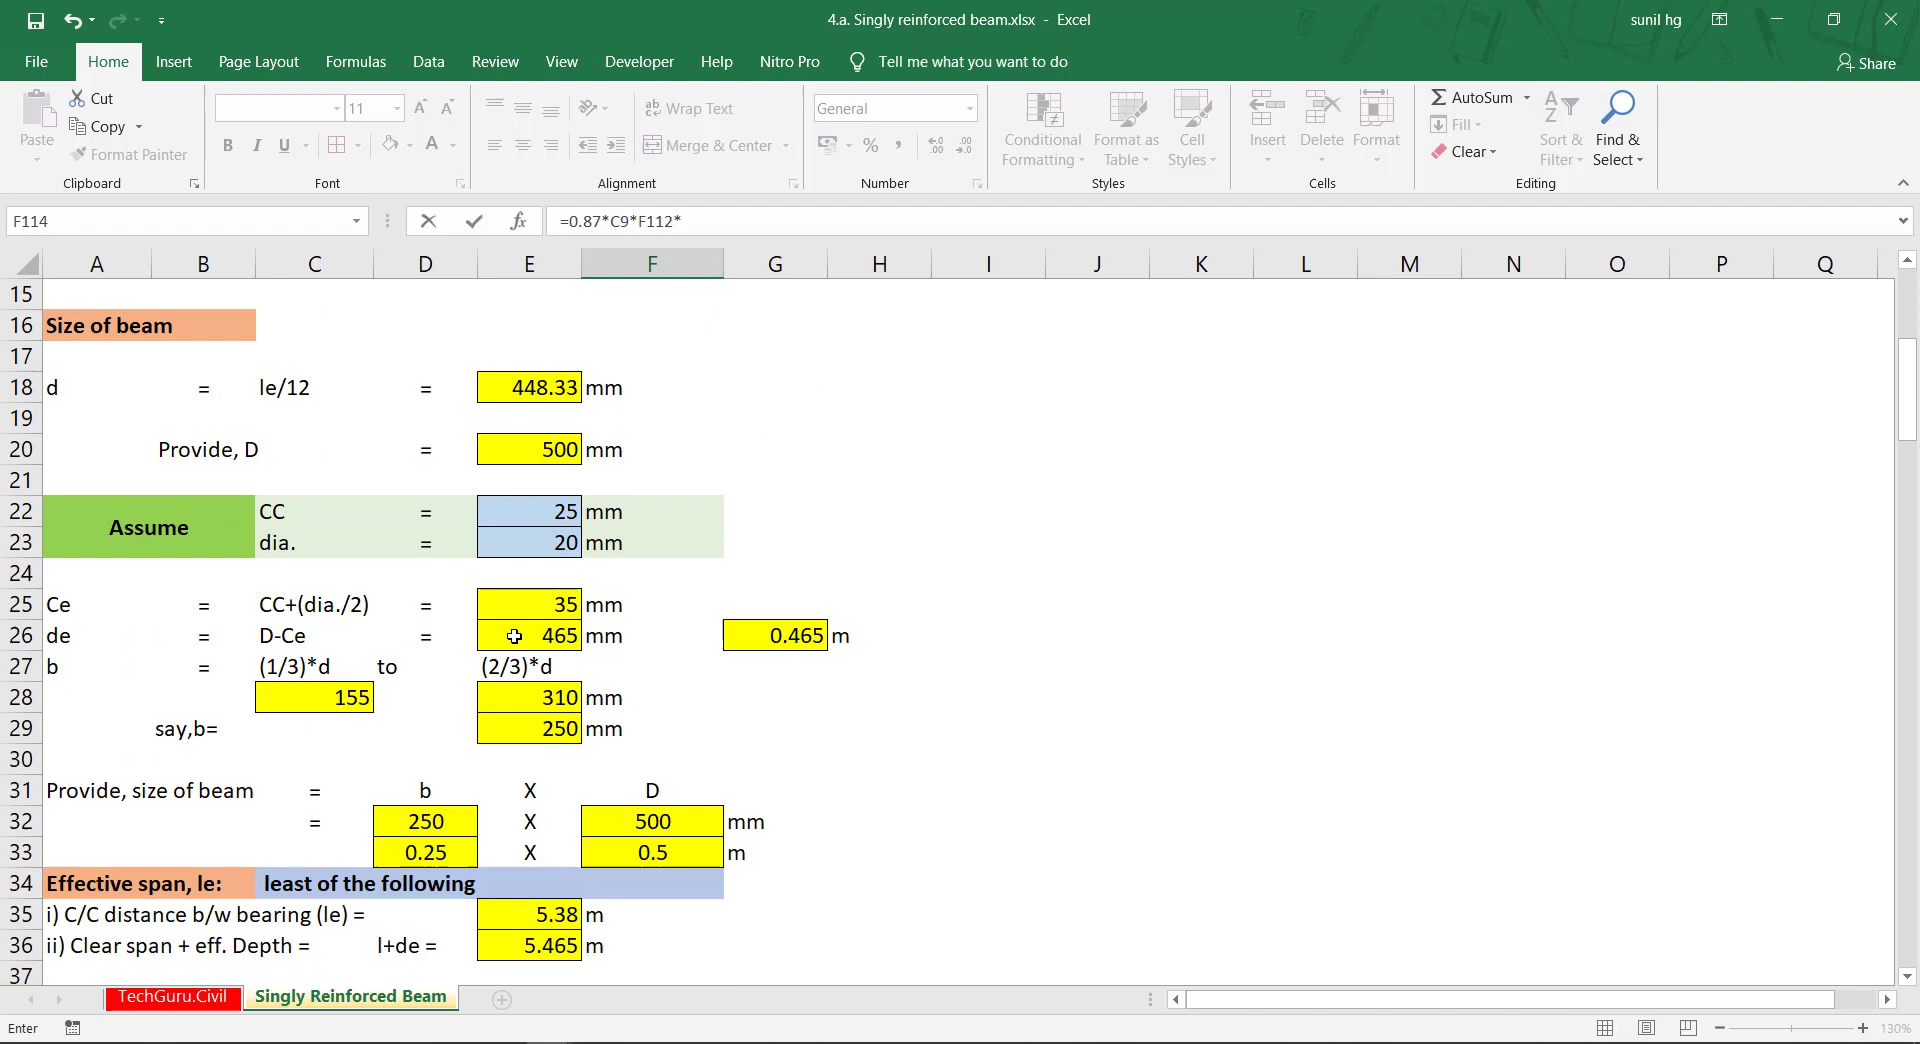 4.a. Singly reinforced beam.xlsx - Excel
sunil hg
File Home Insert Page Layout Formulas Data Review View Developer Help Nitro Pro Tell me what you want to do
Share
Paste
Cut
Copy
Format Painter
Clipboard
11
B I U
Font
Wrap Text
Merge & Center
Alignment
General
Number
Conditional Formatting
Format as Table
Cell Styles
Styles
Insert Delete Format
Cells
AutoSum
Fill
Clear
Sort & Filter
Find & Select
Editing
F114
=0.87*C9*F112*
A B C D E F G H I J K L M N O P Q
15
16 Size of beam
17
18 d = le/12 = 448.33 mm
19
20 Provide, D = 500 mm
21
22 Assume CC = 25 mm
23 dia. = 20 mm
24
25 Ce = CC+(dia./2) = 35 mm
26 de = D-Ce = 465 mm 0.465 m
27 b = (1/3)*d to (2/3)*d
28 155 310 mm
29 say,b= 250 mm
30
31 Provide, size of beam = b X D
32 = 250 X 500 mm
33 0.25 X 0.5 m
34 Effective span, le: least of the following
35 i) C/C distance b/w bearing (le) = 5.38 m
36 ii) Clear span + eff. Depth = l+de = 5.465 m
37
TechGuru.Civil Singly Reinforced Beam
Enter
130%